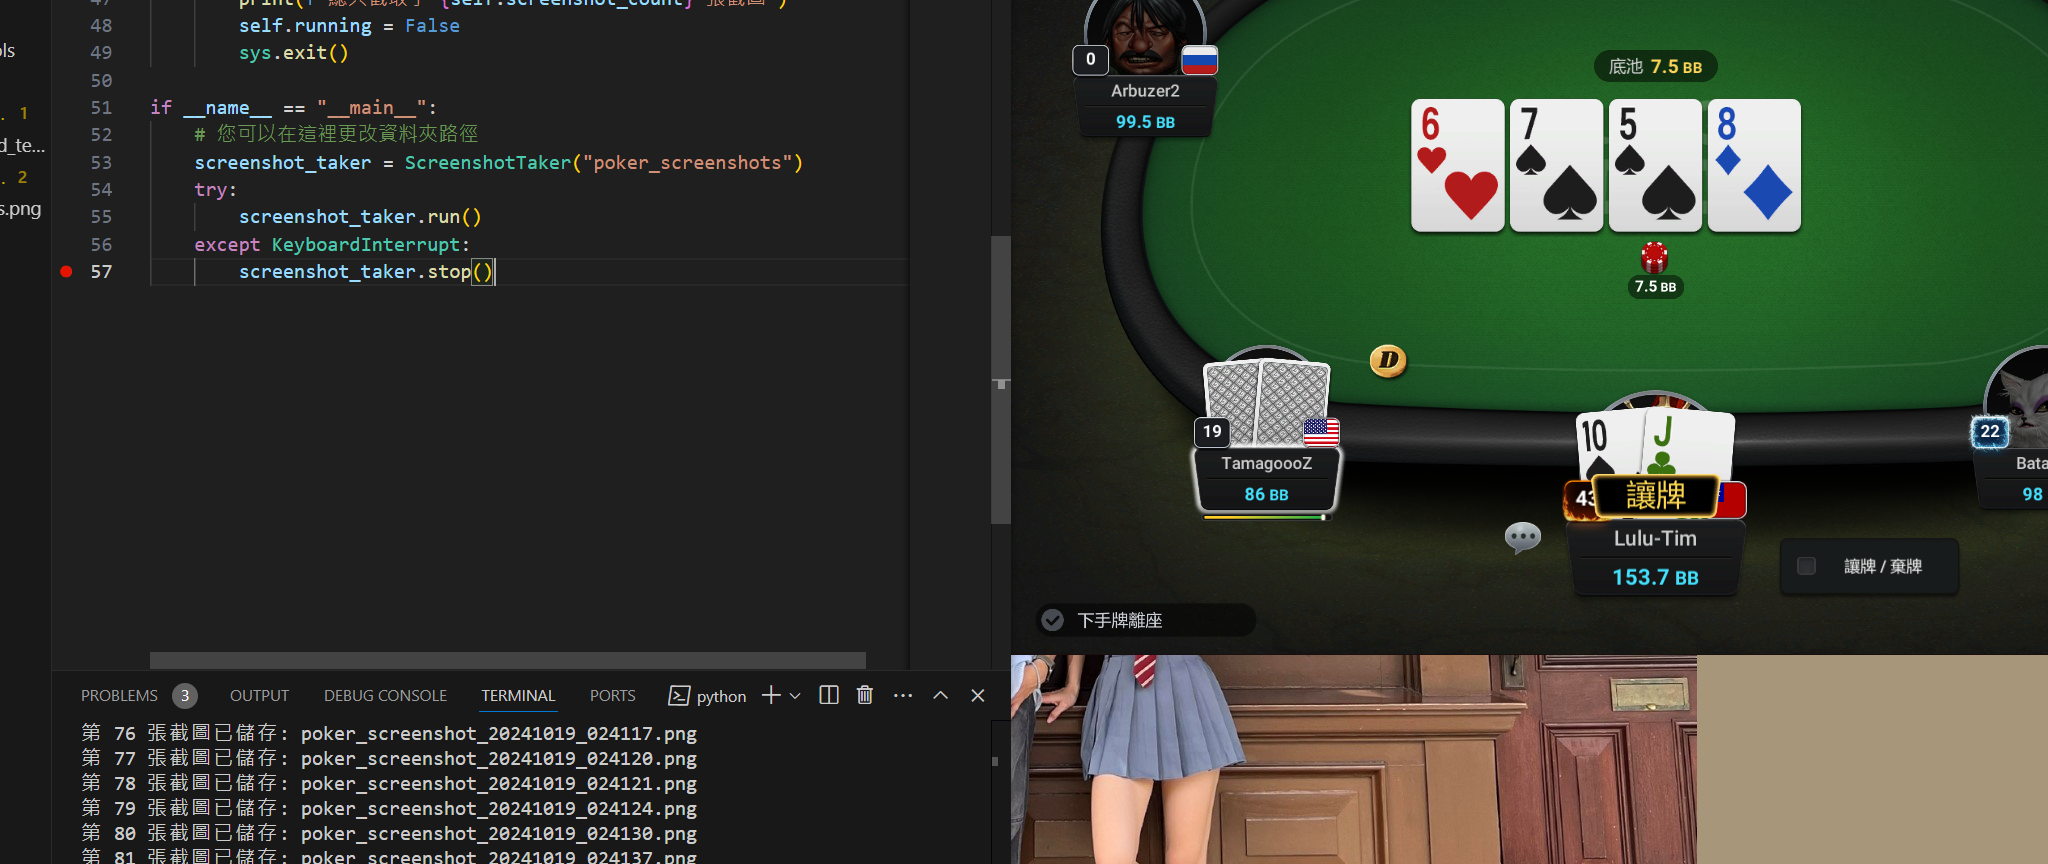 ols
1
d_te...
2
s.png
47
print(f"總共截取了 {self.screenshot_count} 張截圖")
48 self.running = False
49 sys.exit()
50
51 if __name__ == "__main__":
52 # 您可以在這裡更改資料夾路徑
53 screenshot_taker = ScreenshotTaker("poker_screenshots")
54 try:
55 screenshot_taker.run()
56 except KeyboardInterrupt:
57 screenshot_taker.stop()
PROBLEMS 3 OUTPUT DEBUG CONSOLE TERMINAL PORTS python
第 76 張截圖已儲存: poker_screenshot_20241019_024117.png
第 77 張截圖已儲存: poker_screenshot_20241019_024120.png
第 78 張截圖已儲存: poker_screenshot_20241019_024121.png
第 79 張截圖已儲存: poker_screenshot_20241019_024124.png
第 80 張截圖已儲存: poker_screenshot_20241019_024130.png
第 81 張截圖已儲存: poker_screenshot_20241019_024137.png
0
Arbuzer2
99.5 BB
底池 7.5 BB
6 7 5 8
7.5 BB
D
19
TamagoooZ
86 BB
10 J
43
讓牌
Lulu-Tim
153.7 BB
22
Bata
98
讓牌 / 棄牌
下手牌離座